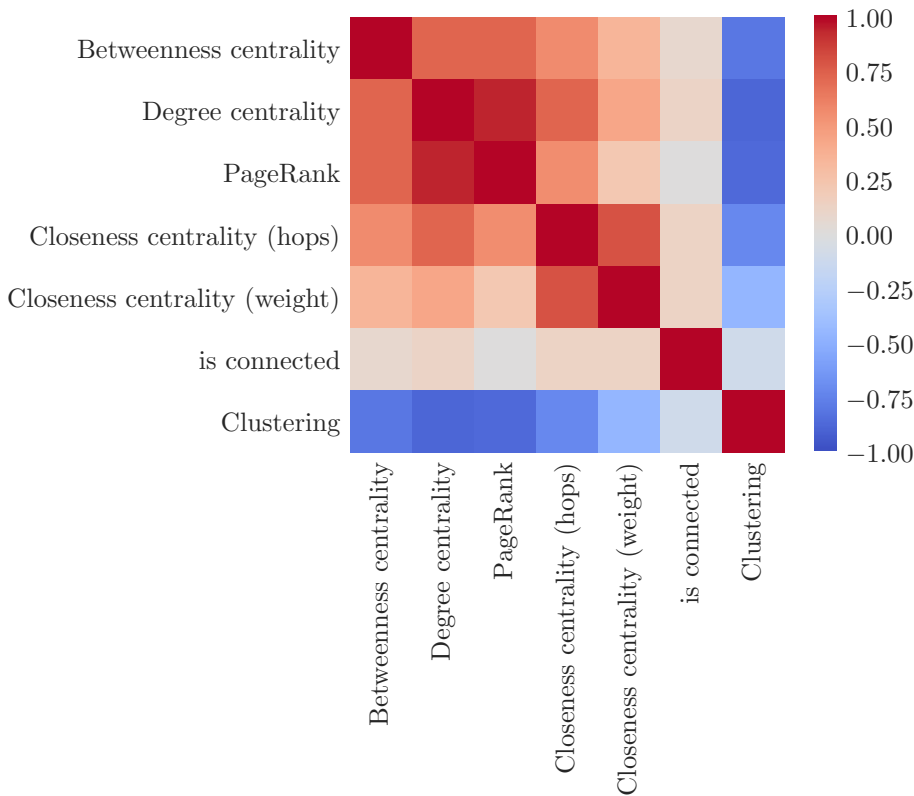 Betweenness centrality
Degree centrality
PageRank
Closeness centrality (hops)
Closeness centrality (weight)
is connected
Clustering
Betweenness centrality
Degree centrality
PageRank
Closeness centrality (hops)
Closeness centrality (weight)
is connected
Clustering
1.00
0.75
0.50
0.25
0.00
−0.25
−0.50
−0.75
−1.00